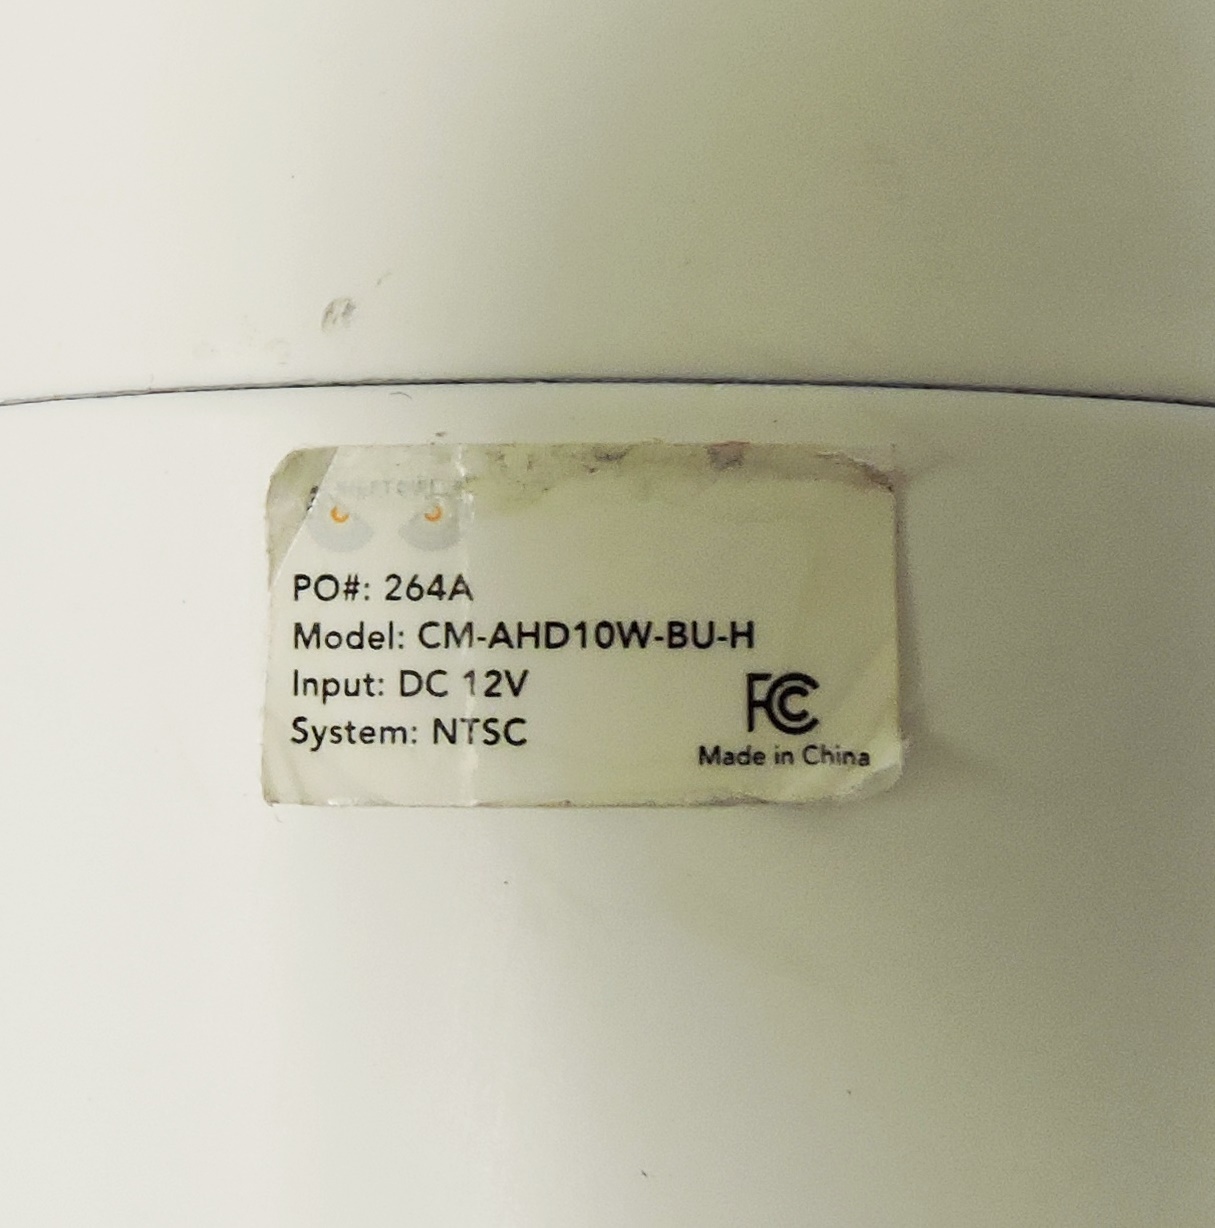 PO#: 264A
Model: CM-AHD10W-BU-H
Input: DC 12V
System: NTSC
FC
Made in China